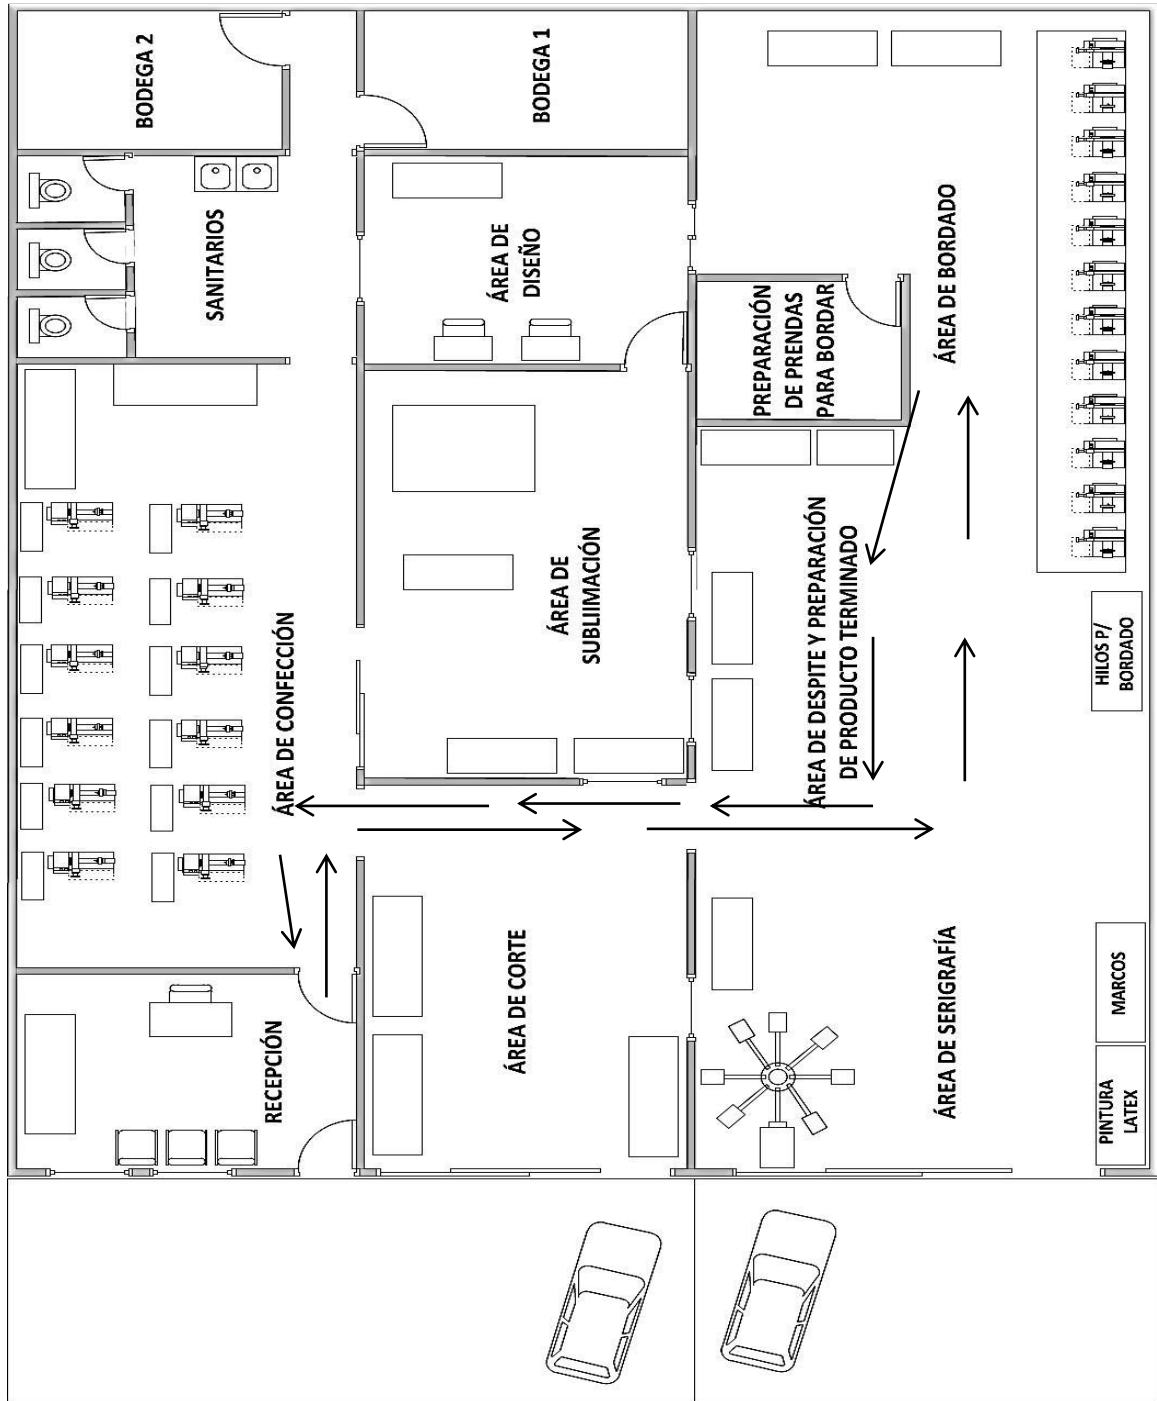 BODEGA 2
BODEGA 1
SANITARIOS
ÁREA DE
DISEÑO
PREPARACIÓN
DE PRENDAS
PARA BORDAR
ÁREA DE BORDADO
ÁREA DE CONFECCIÓN
ÁREA DE
SUBLIIMACIÓN
ÁREA DE DESPITE Y PREPARACIÓN
DE PRODUCTO TERMINADO
HILOS P/
BORDADO
RECEPCIÓN
ÁREA DE CORTE
ÁREA DE SERIGRAFÍA
MARCOS
PINTURA
LATEX